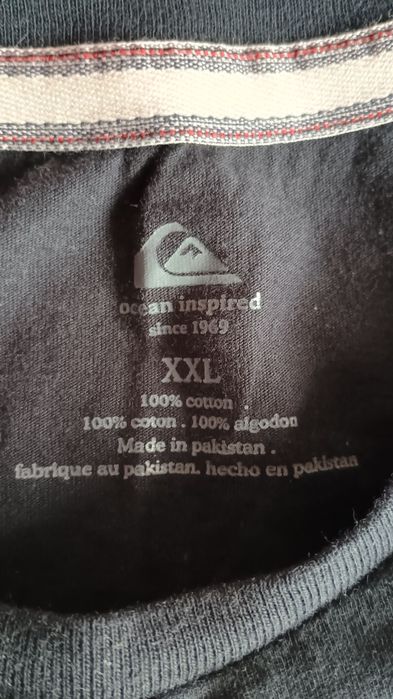 ocean inspired
since 1969
XXL
100% cotton .
100% coton . 100% algodon
Made in pakistan .
fabrique au pakistan. hecho en pakistan